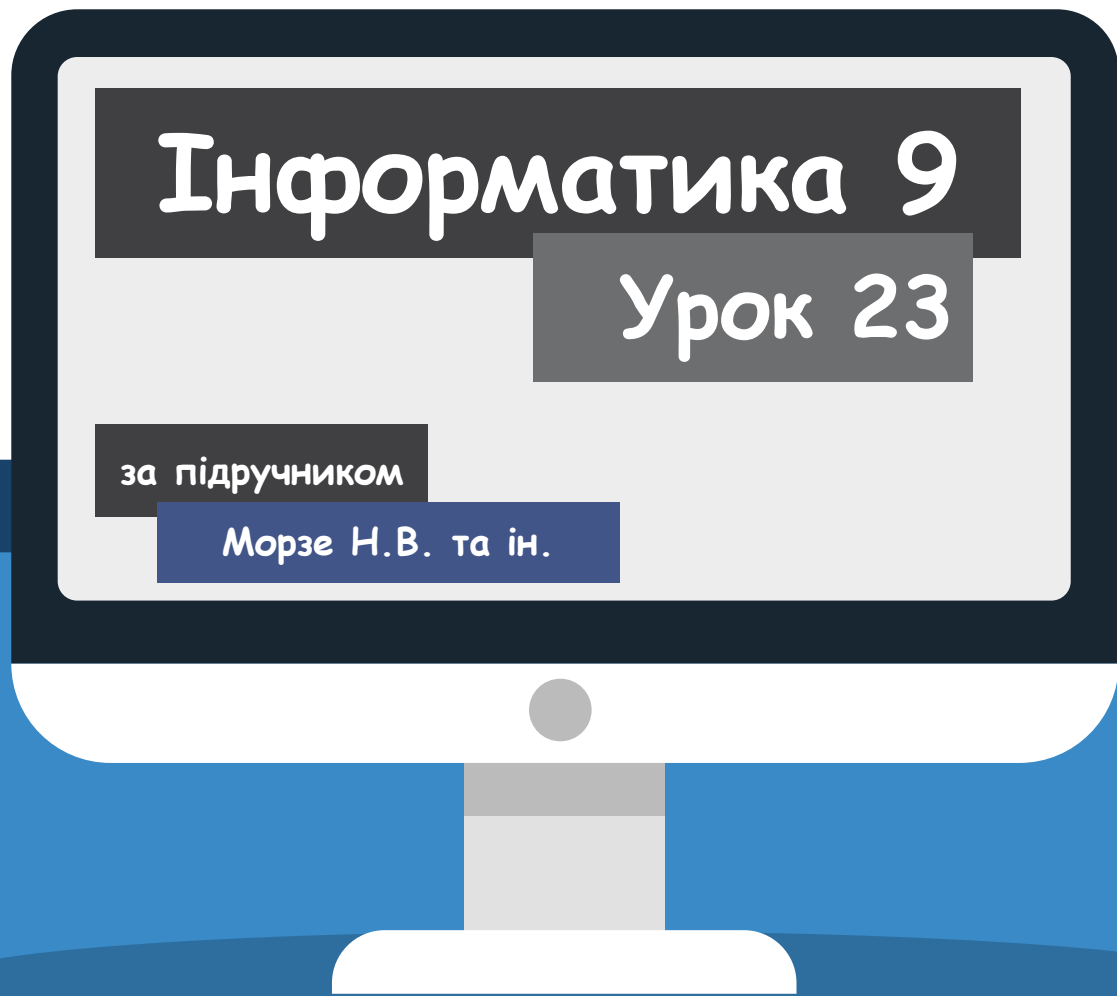 Інформатика 9
Урок 23
за підручником
Морзе Н.В. та ін.